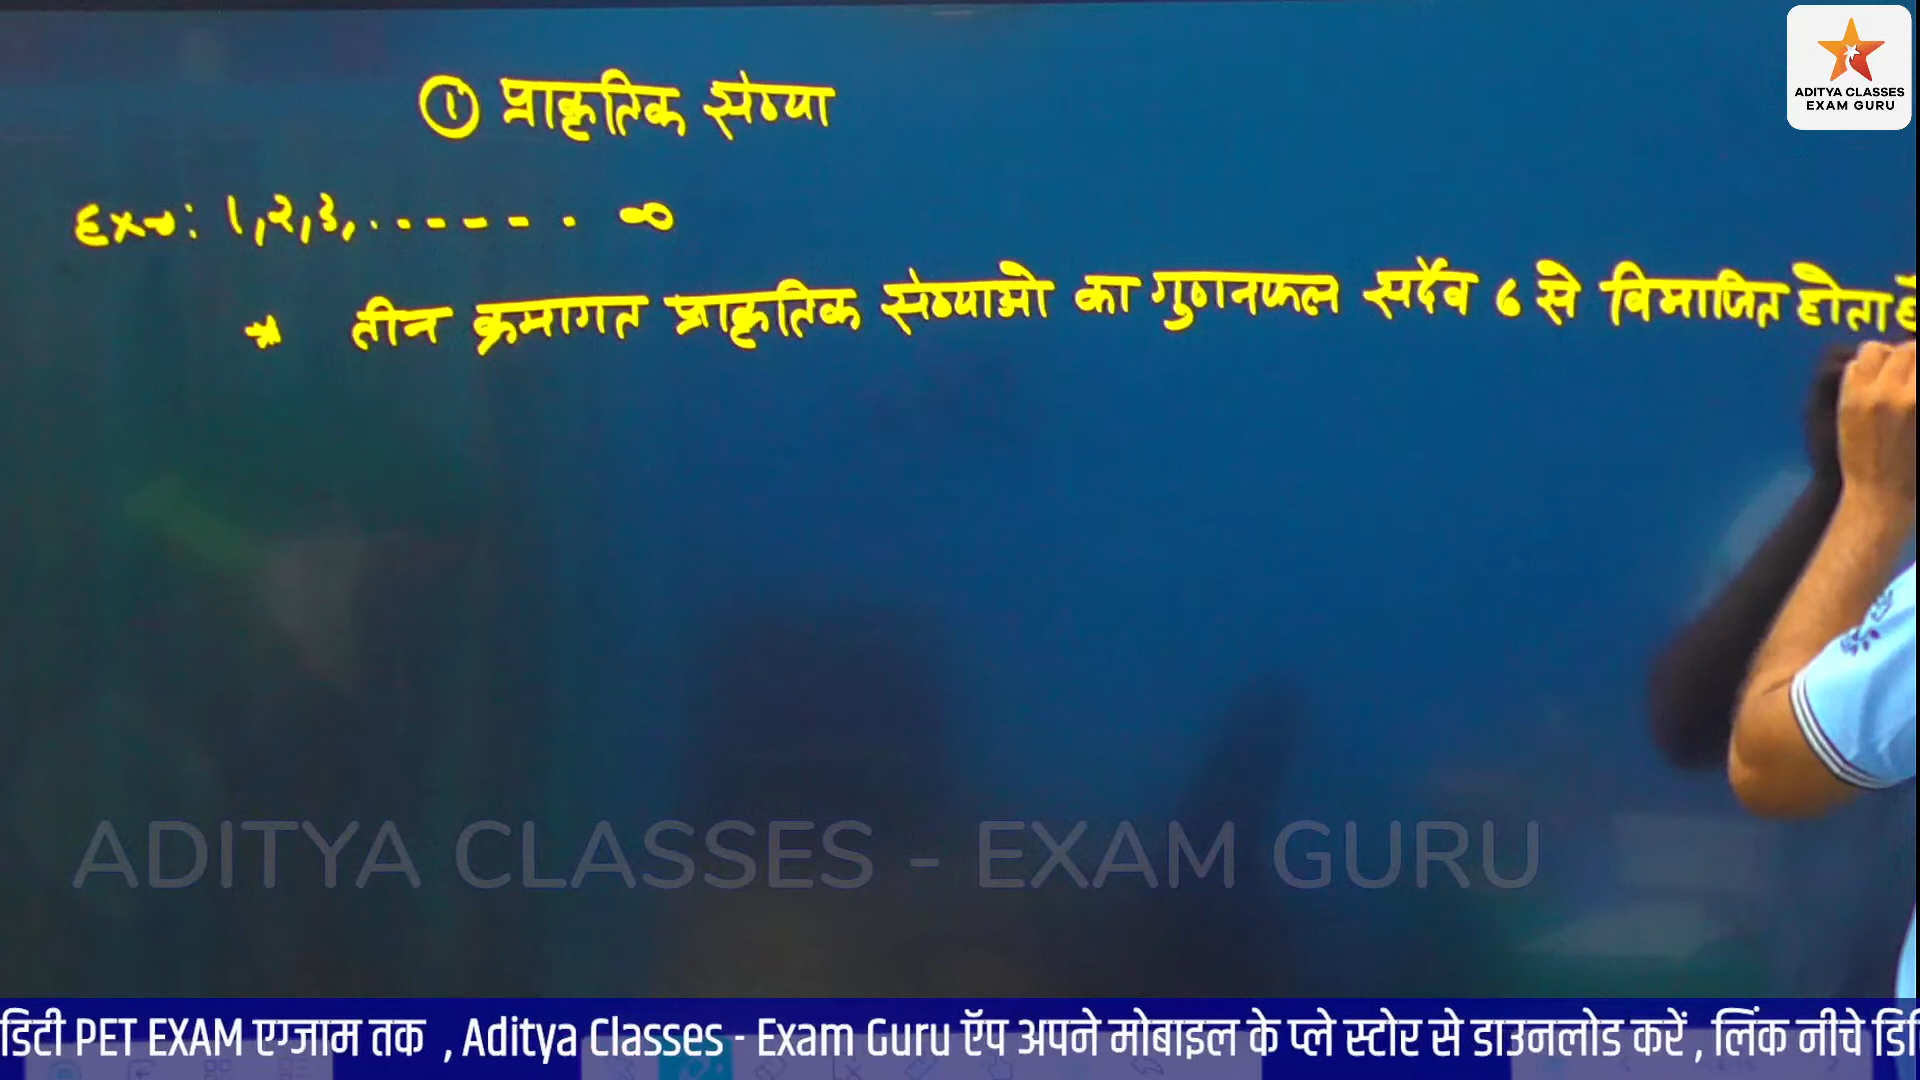 ADITYA CLASSES
EXAM GURU
① प्राकृतिक संख्या
Ex→: 1,2,3,........ ∞
* तीन क्रमागत प्राकृतिक संख्याओ का गुणनफल सदैव 6 से विभाजित होता है
ADITYA CLASSES - EXAM GURU
डिटी PET EXAM एग्जाम तक , Aditya Classes - Exam Guru ऍप अपने मोबाइल के प्ले स्टोर से डाउनलोड करें , लिंक नीचे डि